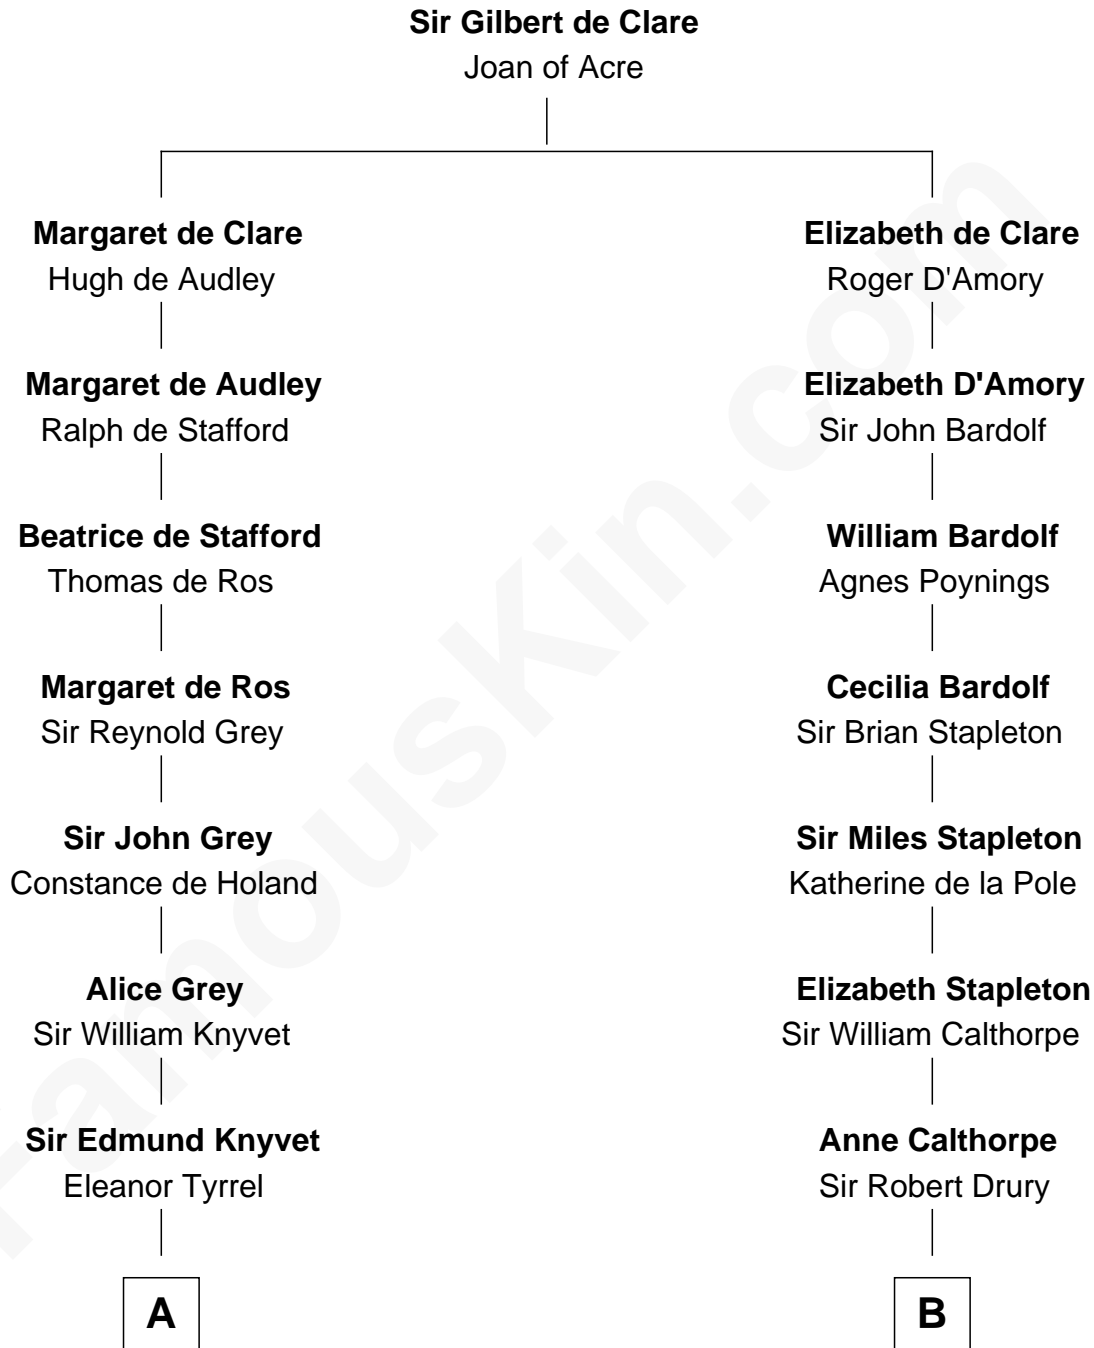 Sir Gilbert de Clare
Joan of Acre
Margaret de Clare
Hugh de Audley
Elizabeth de Clare
Roger D'Amory
Margaret de Audley
Ralph de Stafford
Elizabeth D'Amory
Sir John Bardolf
Beatrice de Stafford
Thomas de Ros
William Bardolf
Agnes Poynings
Margaret de Ros
Sir Reynold Grey
Cecilia Bardolf
Sir Brian Stapleton
Sir John Grey
Constance de Holand
Sir Miles Stapleton
Katherine de la Pole
Alice Grey
Sir William Knyvet
Elizabeth Stapleton
Sir William Calthorpe
Sir Edmund Knyvet
Eleanor Tyrrel
Anne Calthorpe
Sir Robert Drury
A
B
FamousKin.com